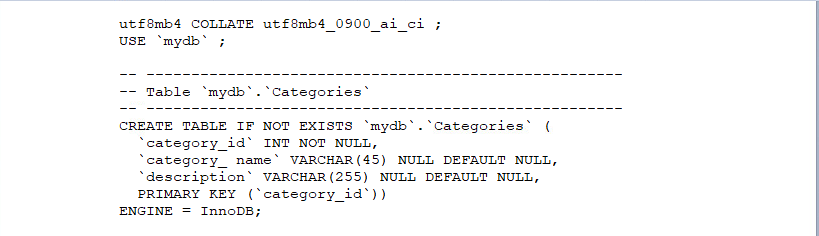 utf8mb4 COLLATE utf8mb4_0900_ai_ci ;
USE `mydb` ;
-- -----------------------------------------------------
-- Table `mydb`.`Categories`
-- -----------------------------------------------------
CREATE TABLE IF NOT EXISTS `mydb`.`Categories` (
`category_id` INT NOT NULL,
`category_ name` VARCHAR(45) NULL DEFAULT NULL,
`description` VARCHAR(255) NULL DEFAULT NULL,
PRIMARY KEY (`category_id`))
ENGINE = InnoDB;